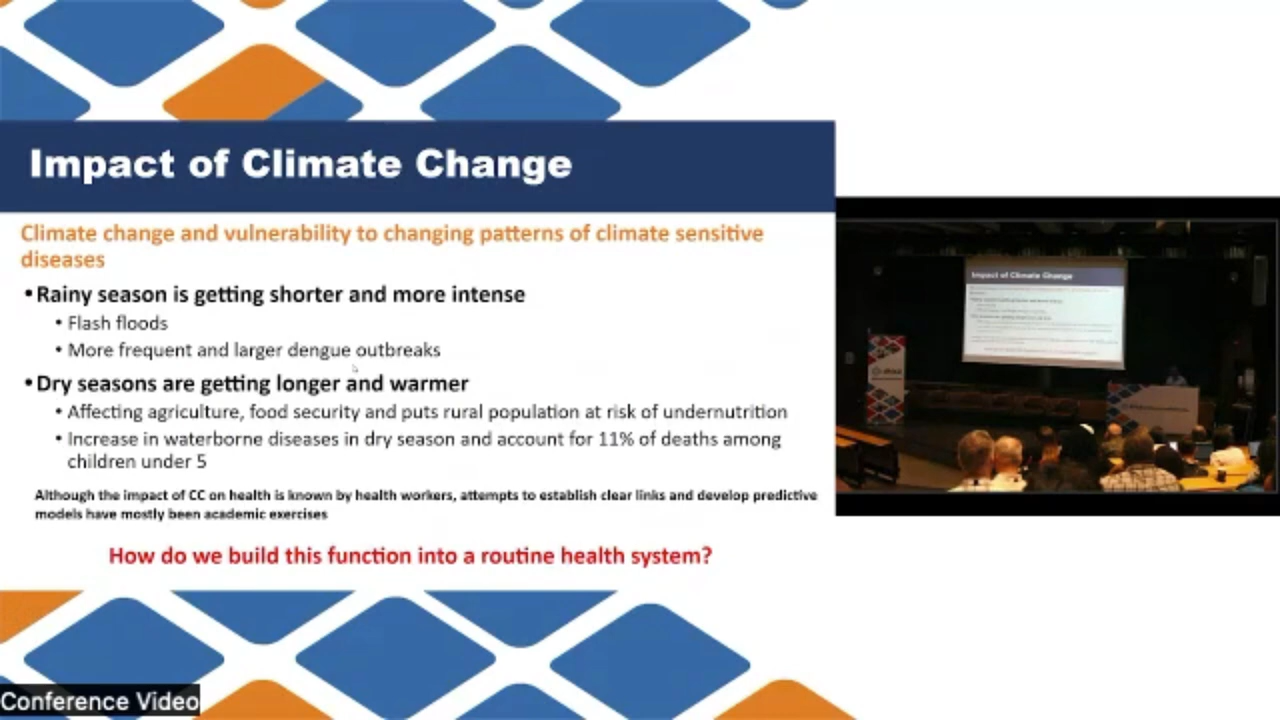 Impact of Climate Change
Climate change and vulnerability to changing patterns of climate sensitive
diseases
• Rainy season is getting shorter and more intense
• Flash floods
• More frequent and larger dengue outbreaks
• Dry seasons are getting longer and warmer
• Affecting agriculture, food security and puts rural population at risk of undernutrition
• Increase in waterborne diseases in dry season and account for 11% of deaths among
children under 5
Although the impact of CC on health is known by health workers, attempts to establish clear links and develop predictive
models have mostly been academic exercises
How do we build this function into a routine health system?
Impact of Climate Change
Conference Video